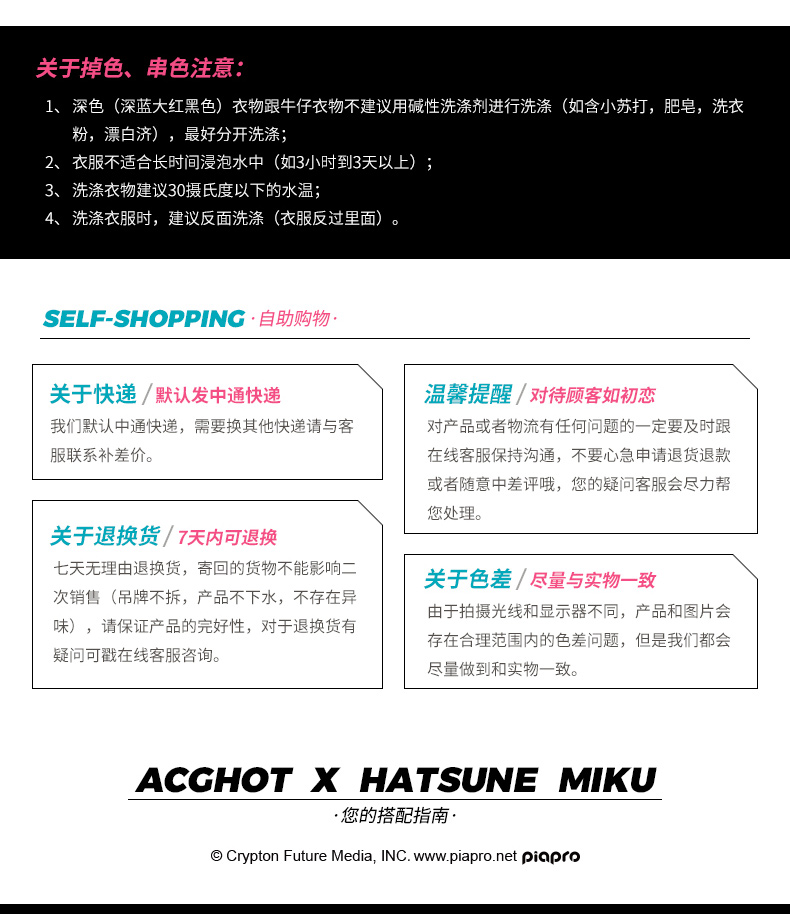 关于掉色、串色注意：
1、 深色（深蓝大红黑色）衣物跟牛仔衣物不建议用碱性洗涤剂进行洗涤（如含小苏打，肥皂，洗衣
粉，漂白济），最好分开洗涤；
2、 衣服不适合长时间浸泡水中（如3小时到3天以上）；
3、 洗涤衣物建议30摄氏度以下的水温；
4、 洗涤衣服时，建议反面洗涤（衣服反过里面）。
SELF-SHOPPING ·自助购物·
关于快递 / 默认发中通快递
我们默认中通快递，需要换其他快递请与客
服联系补差价。
关于退换货 / 7天内可退换
七天无理由退换货，寄回的货物不能影响二
次销售（吊牌不拆，产品不下水，不存在异
味），请保证产品的完好性，对于退换货有
疑问可戳在线客服咨询。
温馨提醒 / 对待顾客如初恋
对产品或者物流有任何问题的一定要及时跟
在线客服保持沟通，不要心急申请退货退款
或者随意中差评哦，您的疑问客服会尽力帮
您处理。
关于色差 / 尽量与实物一致
由于拍摄光线和显示器不同，产品和图片会
存在合理范围内的色差问题，但是我们都会
尽量做到和实物一致。
ACGHOT X HATSUNE MIKU
·您的搭配指南·
© Crypton Future Media, INC. www.piapro.net piapro